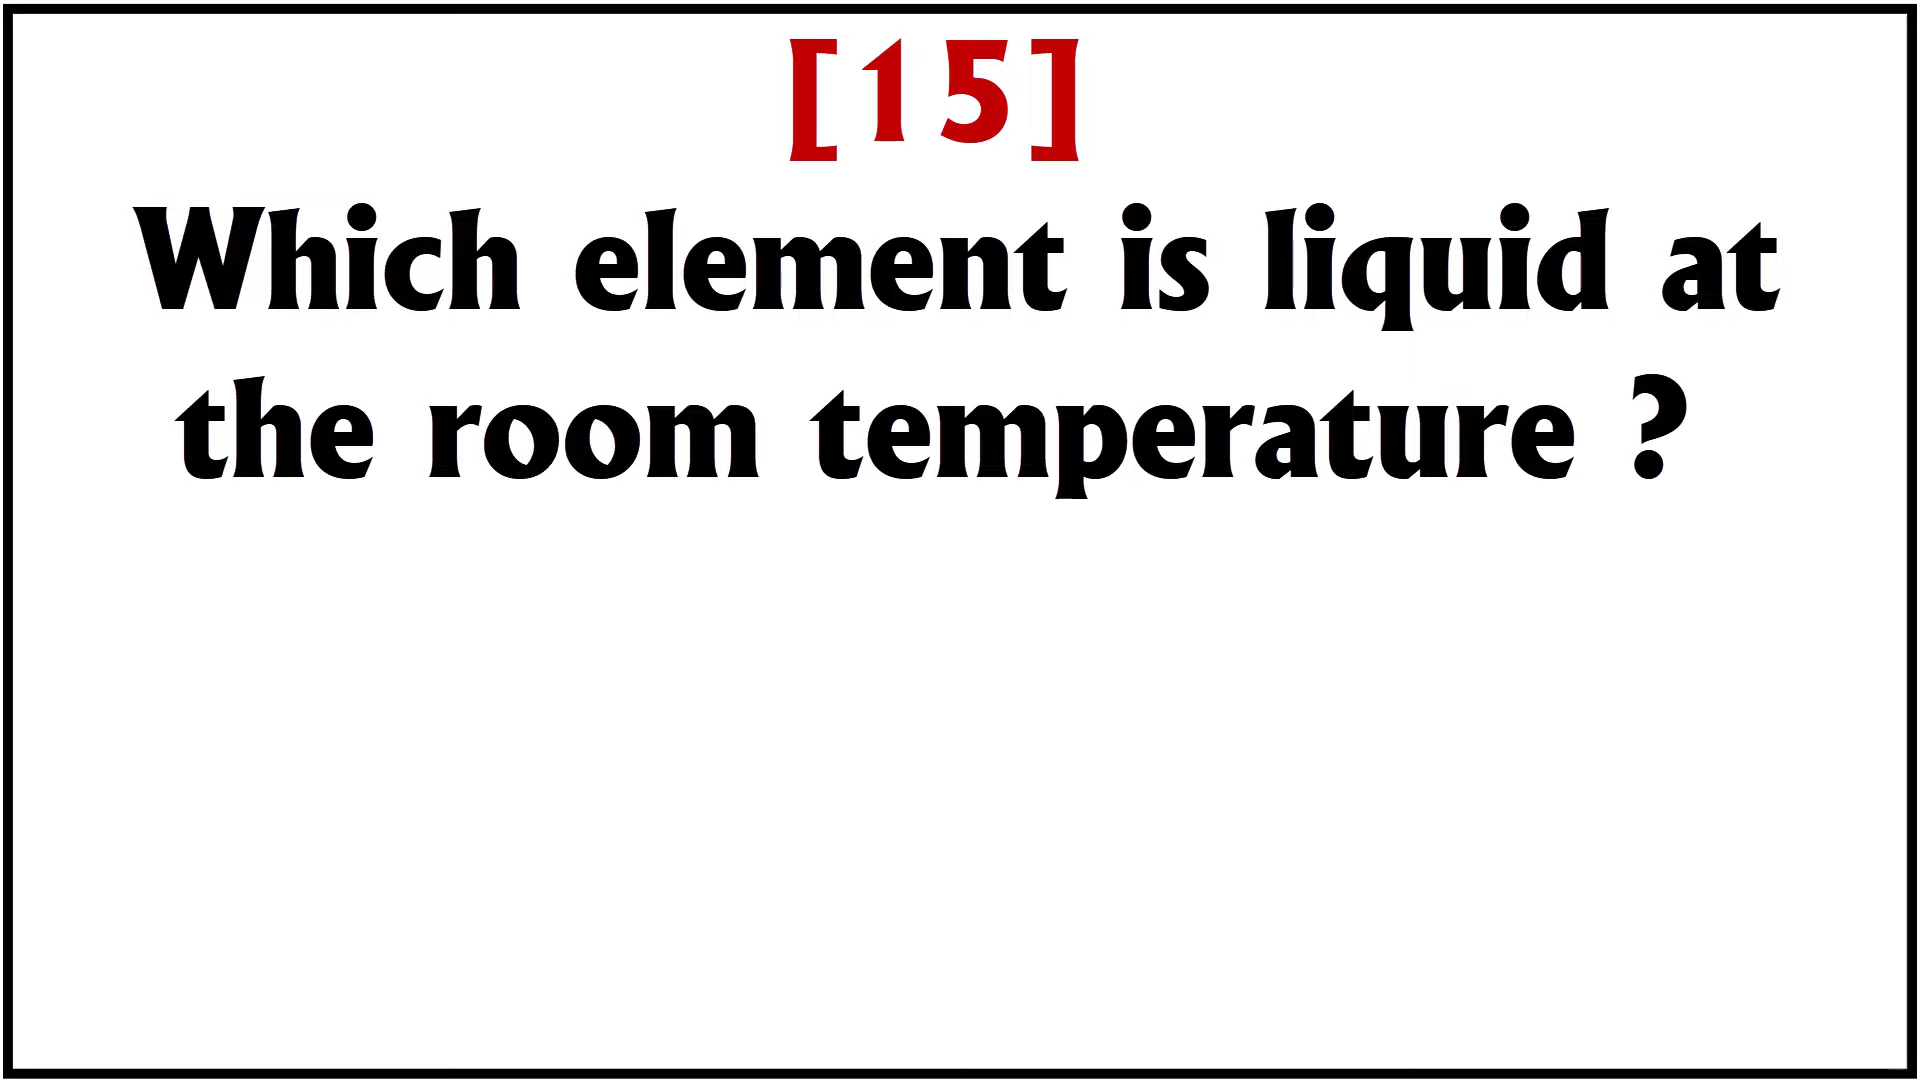 [15]
Which element is liquid at
the room temperature ?